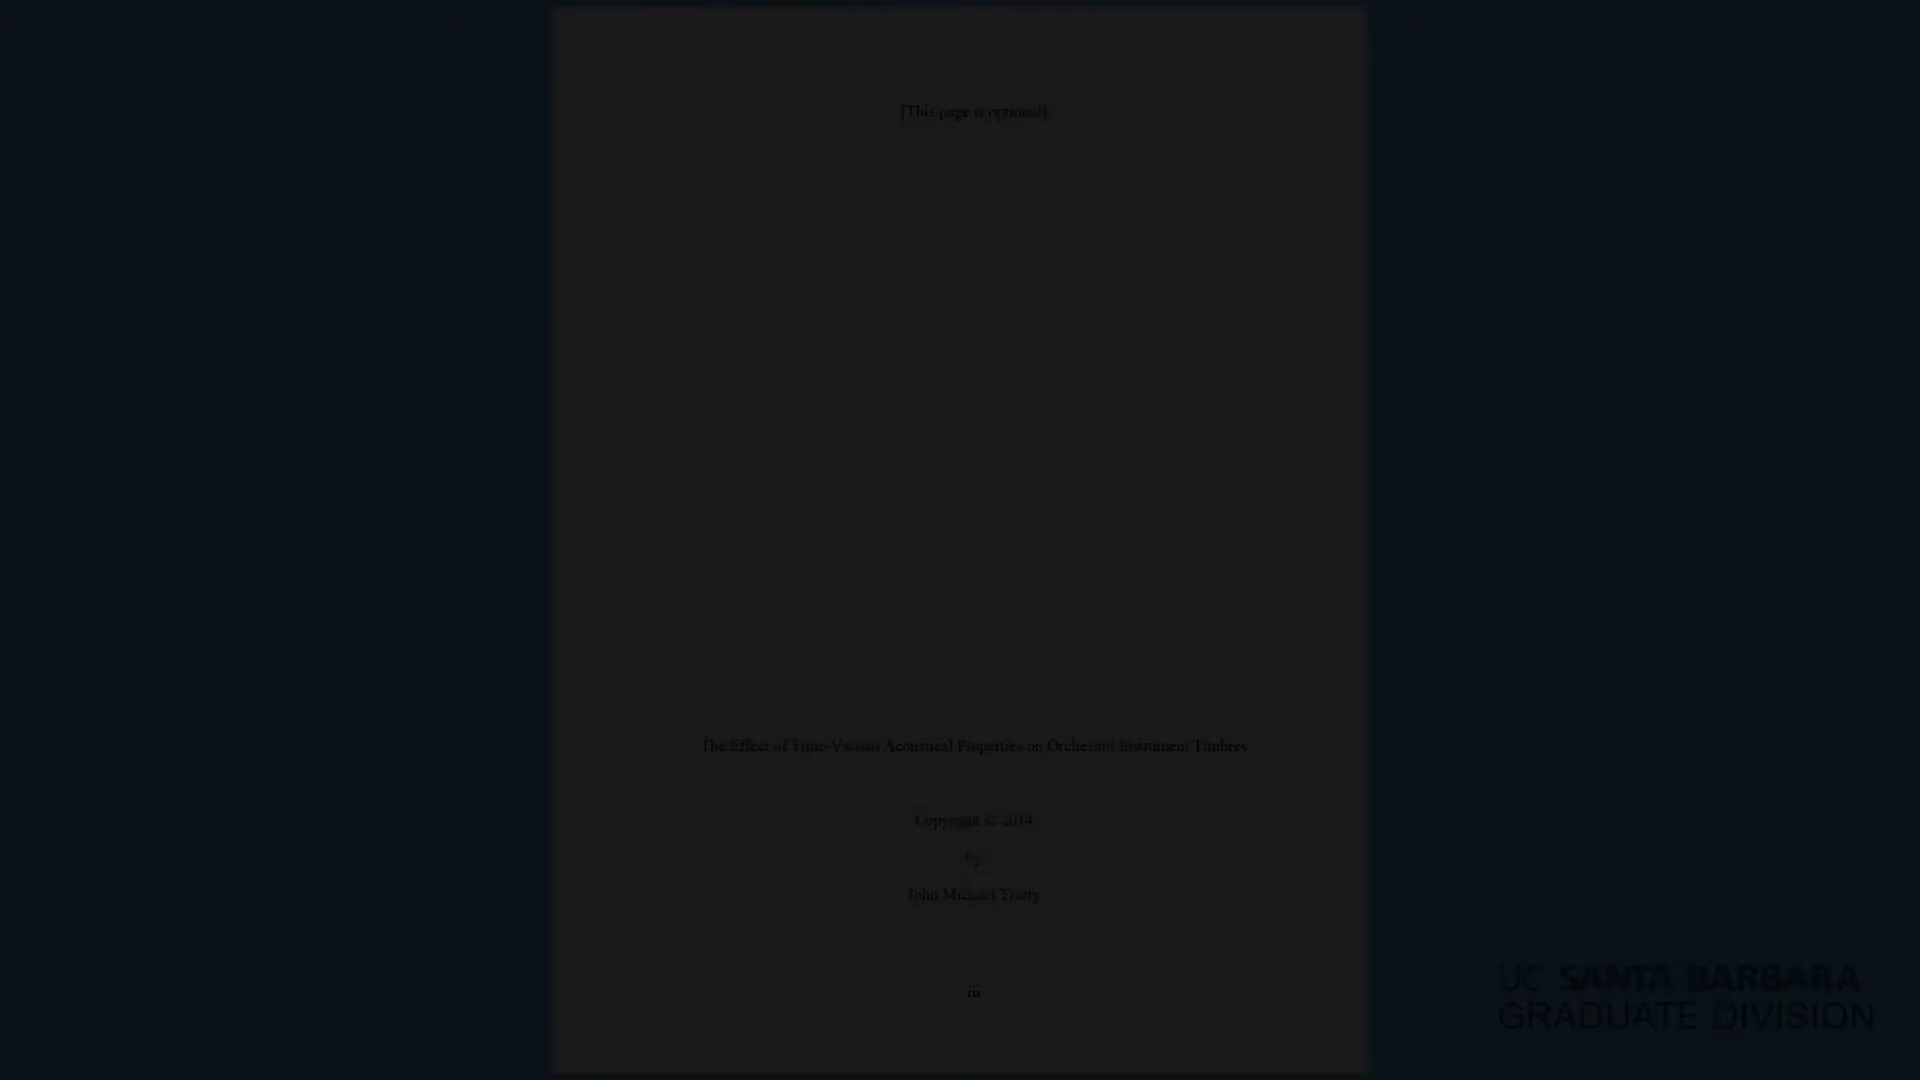 [This page is optional]
The Effect of Time-Variant Acoustical Properties on Orchestral Instrument Timbres
Copyright © 2014
by
John Michael
iii
UC SANTA BARBARA
GRADUATE DIVISION